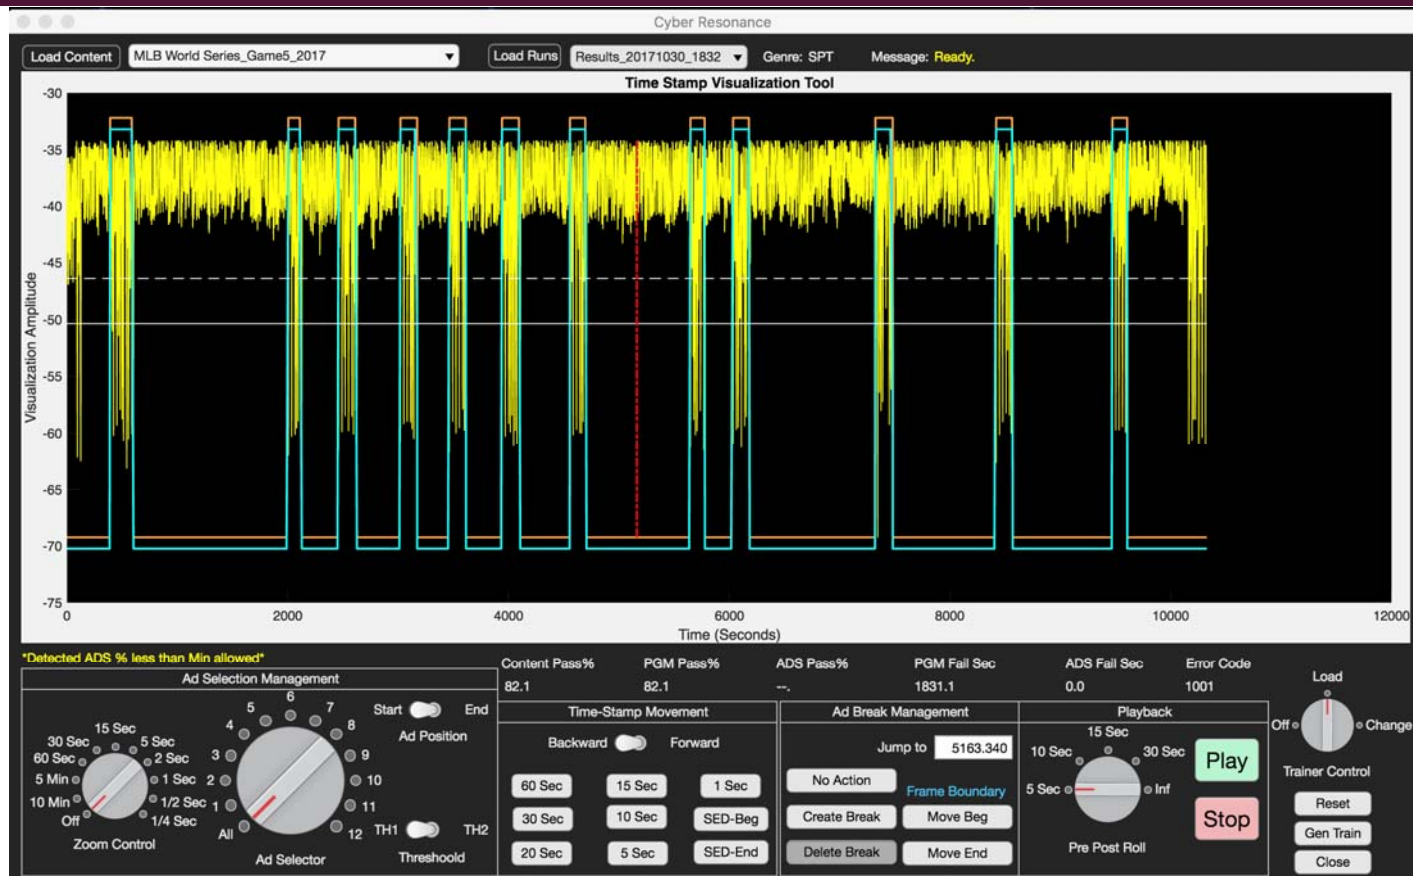 Cyber Resonance
Load Content MLB World Series_Game5_2017 Load Runs Results_20171030_1832 Genre: SPT Message: Ready.
Time Stamp Visualization Tool
-30
-35
-40
-45
-50
-55
-60
-65
-70
-75
Visualization Amplitude
0 2000 4000 6000 8000 10000 12000
Time (Seconds)
*Detected ADS % less than Min allowed*
Content Pass% PGM Pass% ADS Pass% PGM Fail Sec ADS Fail Sec Error Code
82.1 82.1 --. 1831.1 0.0 1001
Ad Selection Management
15 Sec
30 Sec 5 Sec
60 Sec 2 Sec
5 Min 1 Sec
10 Min 1/2 Sec
Off 1/4 Sec
Zoom Control
6
5 7
4 8
3 9
2 10
1 11
All 12
Ad Selector
Start End
Ad Position
TH1 TH2
Threshoold
Time-Stamp Movement
Backward Forward
60 Sec 15 Sec 1 Sec
30 Sec 10 Sec SED-Beg
20 Sec 5 Sec SED-End
Ad Break Management
Jump to 5163.340
No Action Frame Boundary
Create Break Move Beg
Delete Break Move End
Playback
15 Sec
10 Sec 30 Sec
5 Sec Inf
Pre Post Roll
Play
Stop
Load
Off Change
Trainer Control
Reset
Gen Train
Close